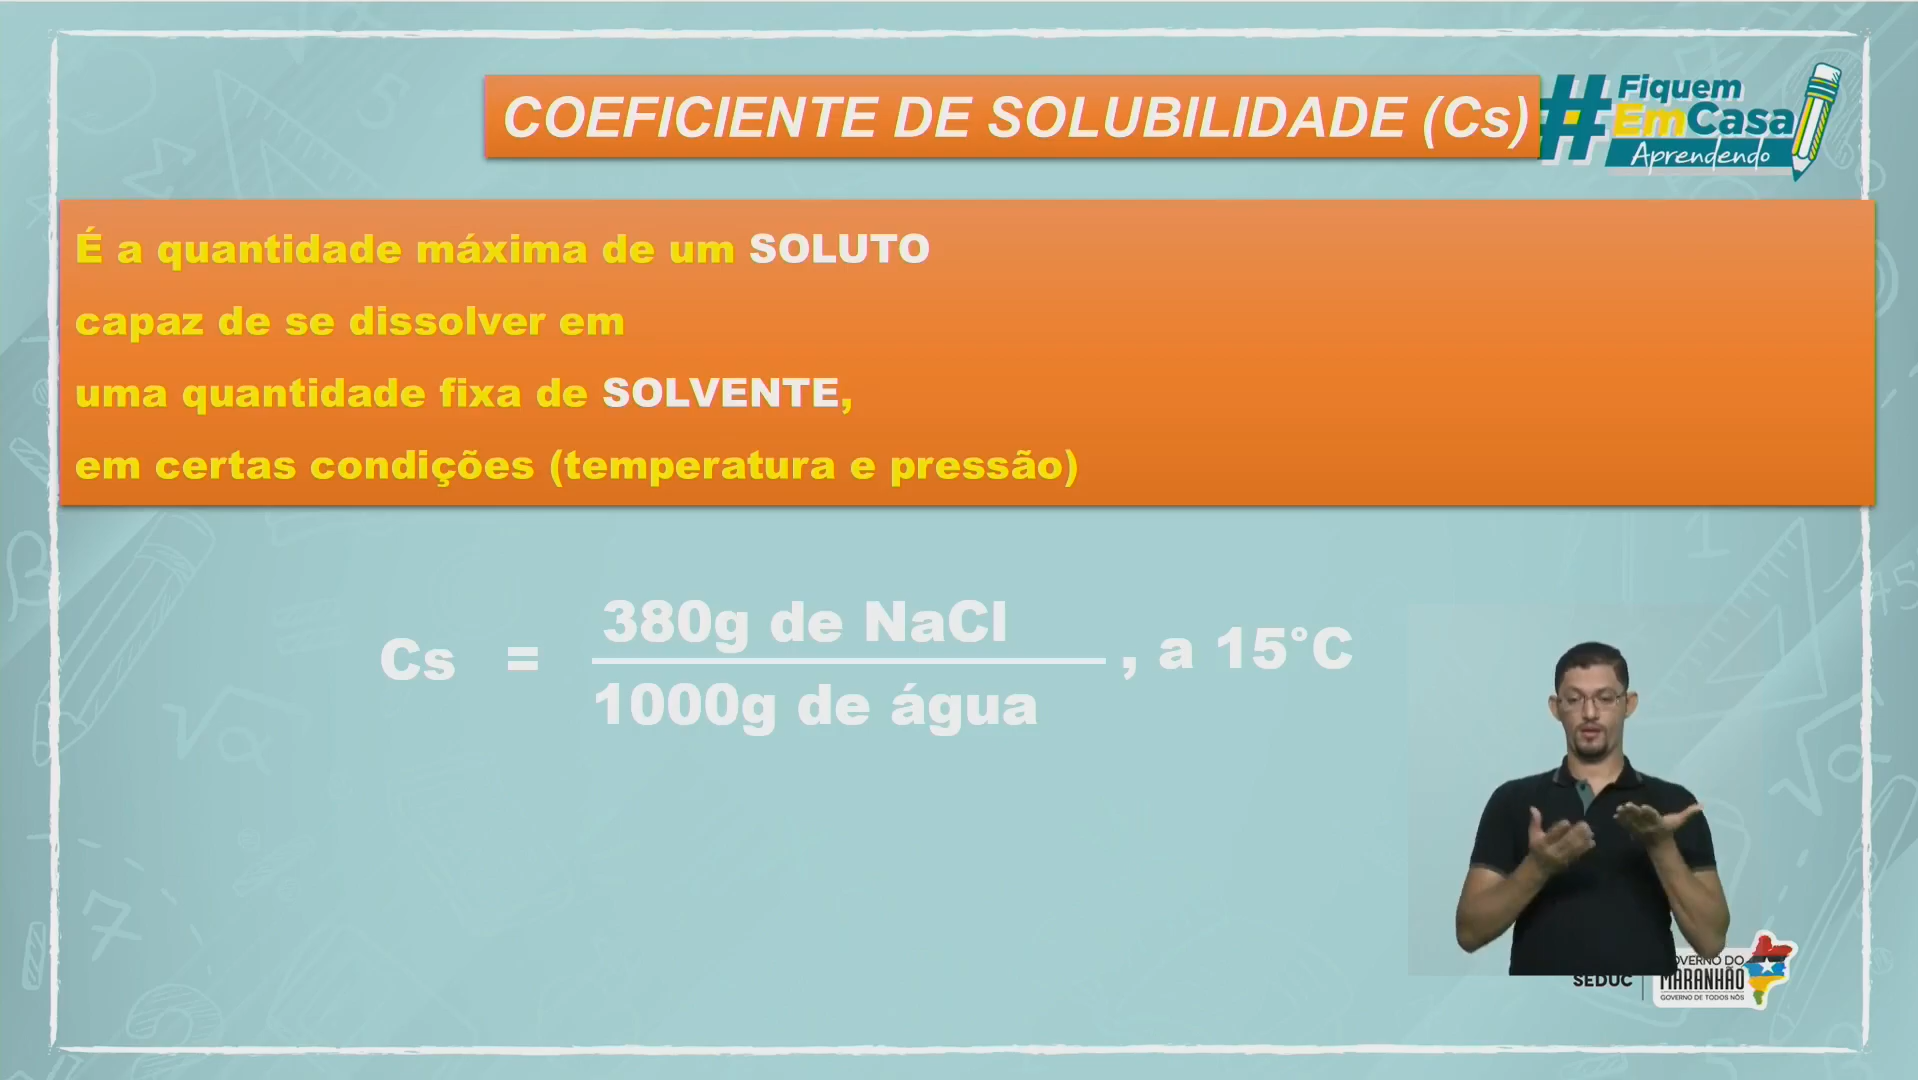 COEFICIENTE DE SOLUBILIDADE (Cs)
#Fiquem
EmCasa
Aprendendo
É a quantidade máxima de um SOLUTO
capaz de se dissolver em
uma quantidade fixa de SOLVENTE,
em certas condições (temperatura e pressão)
380g de NaCl
Cs = , a 15°C
1000g de água
SEDUC
OVERNO DO
MARANHÃO
GOVERNO DE TODOS NÓS